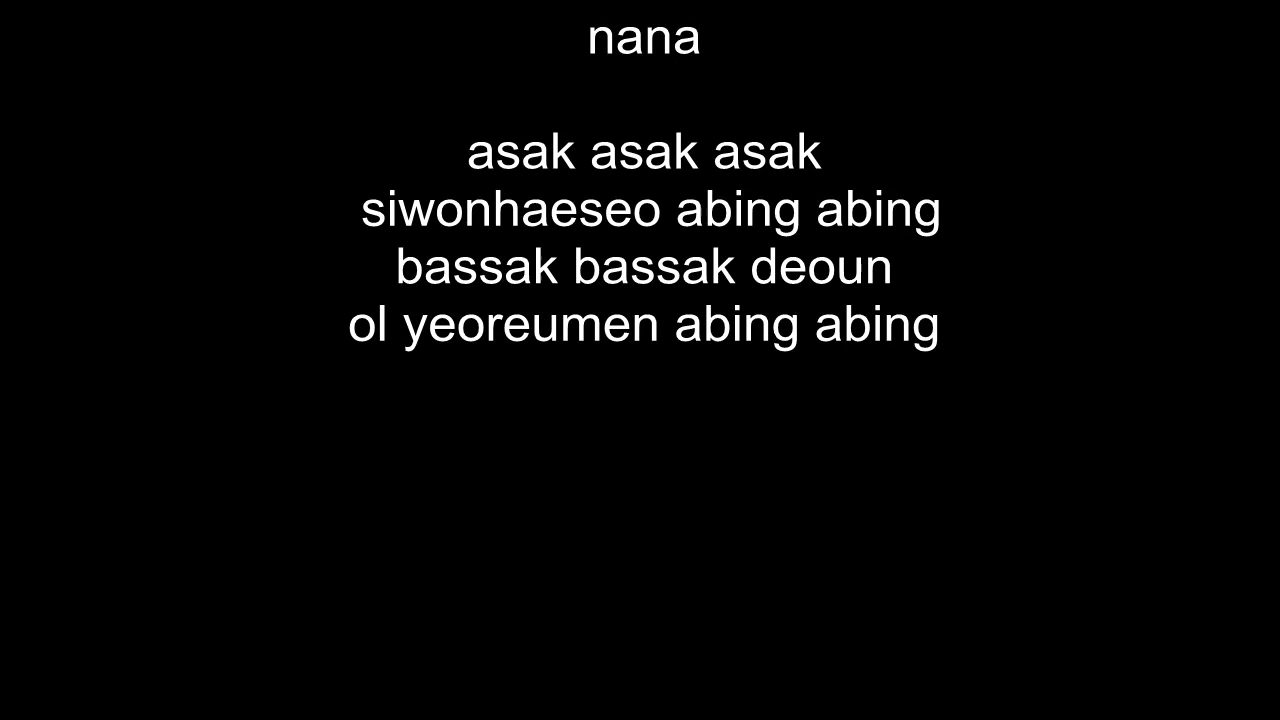 nana
asak asak asak
siwonhaeseo abing abing
bassak bassak deoun
ol yeoreumen abing abing